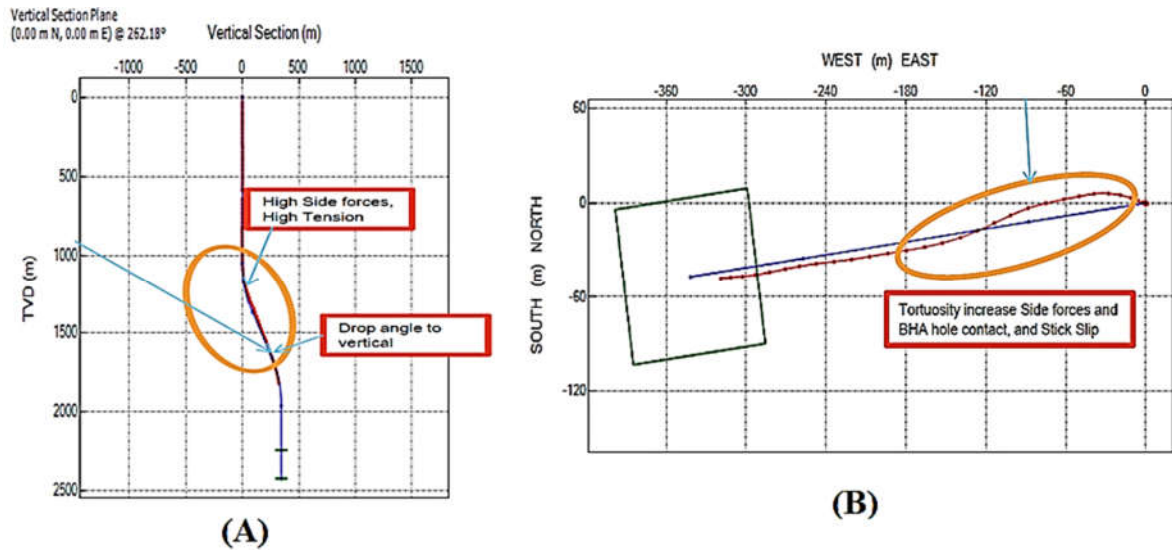 Vertical Section Plane
(0.00 m N, 0.00 m E) @ 262.18º
Vertical Section (m)
-1000 -500 0 500 1000 1500
TVD (m)
0
500
1000
1500
2000
2500
High Side forces,
High Tension
Drop angle to
vertical
(A)
WEST (m) EAST
-360 -300 -240 -180 -120 -60 0
SOUTH (m) NORTH
60
0
-60
-120
Tortuosity increase Side forces and
BHA hole contact, and Stick Slip
(B)